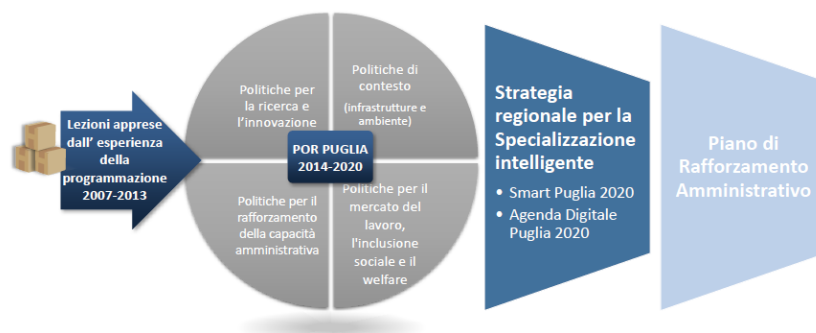 Lezioni apprese
dall’ esperienza
della
programmazione
2007-2013
Politiche per
la ricerca e
l’innovazione
Politiche di
contesto
(infrastrutture e
ambiente)
POR PUGLIA
2014-2020
Politiche per il
rafforzamento
della capacità
amministrativa
Politiche per il
mercato del
lavoro,
l'inclusione
sociale e il
welfare
Strategia
regionale per la
Specializzazione
intelligente
• Smart Puglia 2020
• Agenda Digitale
Puglia 2020
Piano di
Rafforzamento
Amministrativo